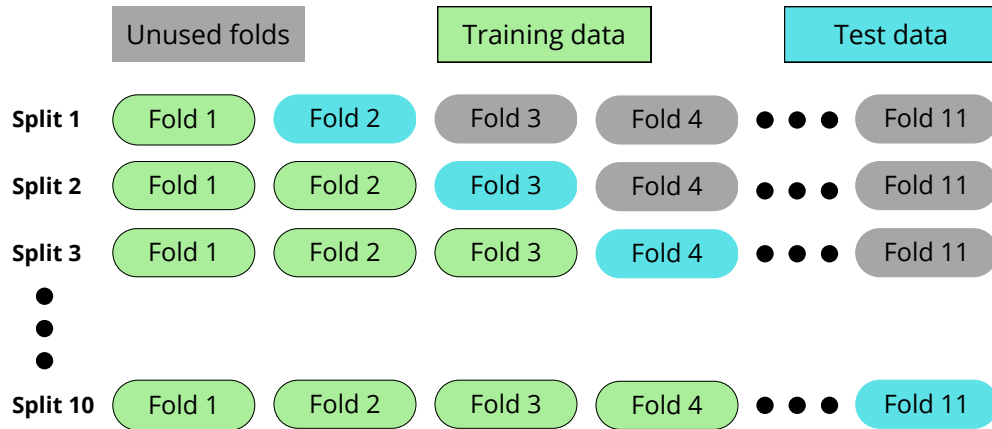 Unused folds Training data Test data
Split 1 Fold 1 Fold 2 Fold 3 Fold 4 Fold 11
Split 2 Fold 1 Fold 2 Fold 3 Fold 4 Fold 11
Split 3 Fold 1 Fold 2 Fold 3 Fold 4 Fold 11
Split 10 Fold 1 Fold 2 Fold 3 Fold 4 Fold 11